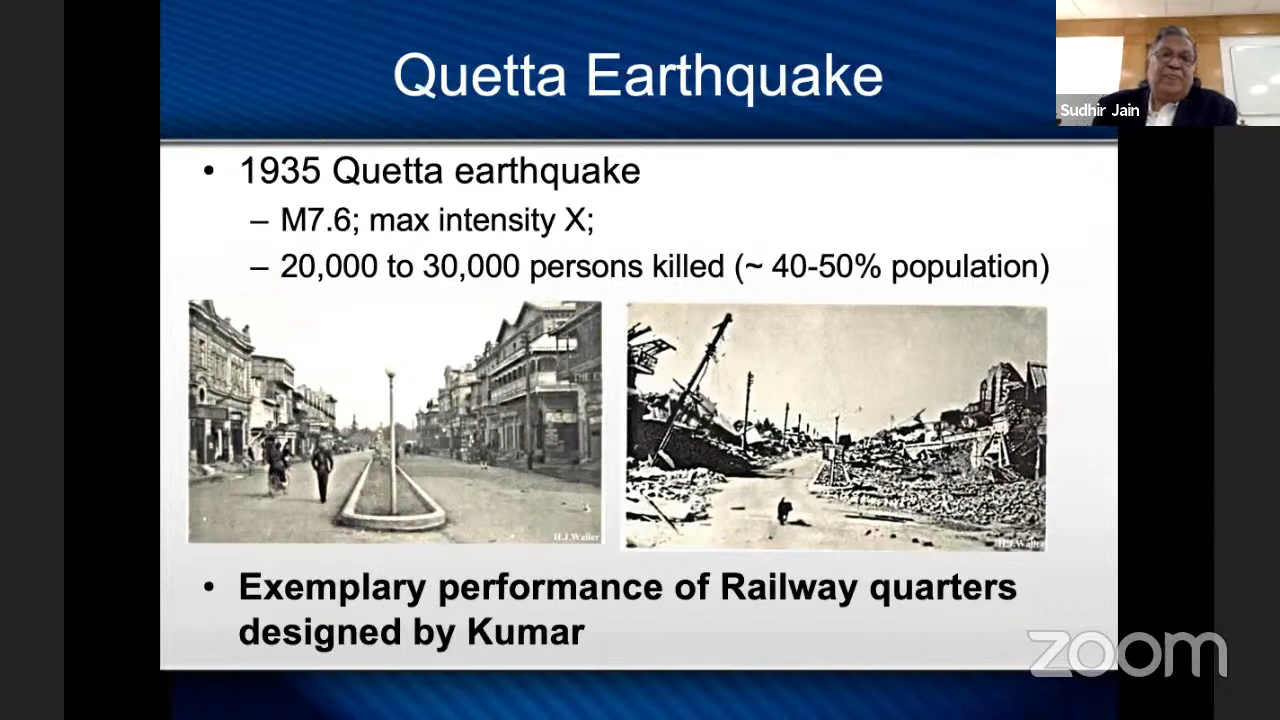 Quetta Earthquake
Sudhir Jain
• 1935 Quetta earthquake
– M7.6; max intensity X;
– 20,000 to 30,000 persons killed (~ 40-50% population)
H.J.Waller
• Exemplary performance of Railway quarters
designed by Kumar
zoom